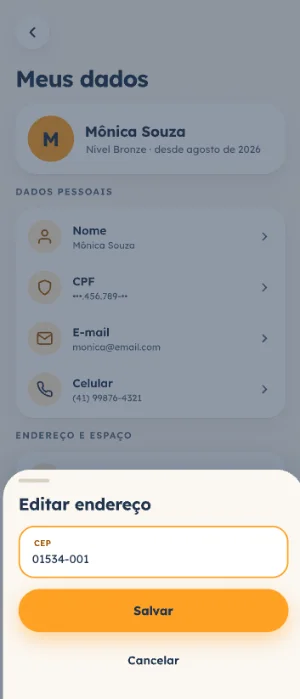 Meus dados
M
Mônica Souza
Nível Bronze · desde agosto de 2026
DADOS PESSOAIS
Nome
Mônica Souza
CPF
•••.456.789-••
E-mail
monica@email.com
Celular
(41) 99876-4321
ENDEREÇO E ESPAÇO
Editar endereço
CEP
01534-001
Salvar
Cancelar